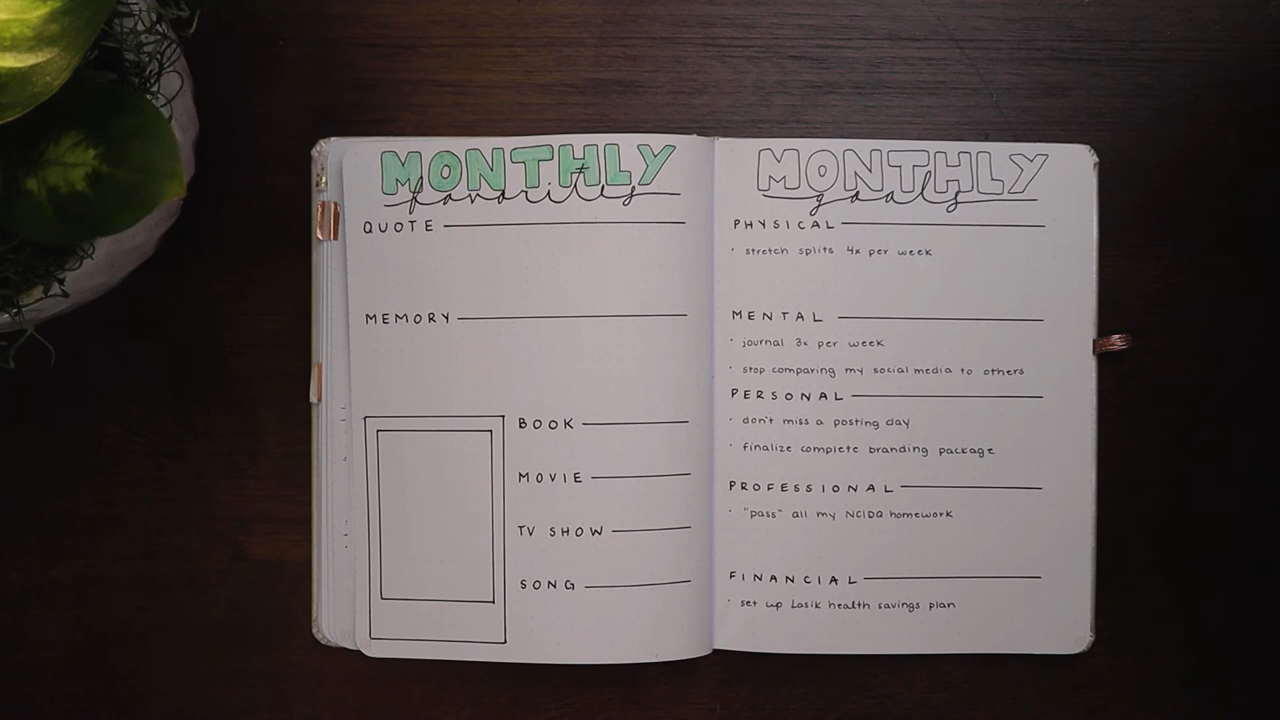 MONTHLY
favorites
QUOTE
MEMORY
BOOK
MOVIE
TV SHOW
SONG
MONTHLY
goals
PHYSICAL
· stretch splits 4x per week
MENTAL
· journal 3x per week
· stop comparing my social media to others
PERSONAL
· don't miss a posting day
· finalize complete branding package
PROFESSIONAL
· "pass" all my NCIDQ homework
FINANCIAL
· set up Lasik health savings plan